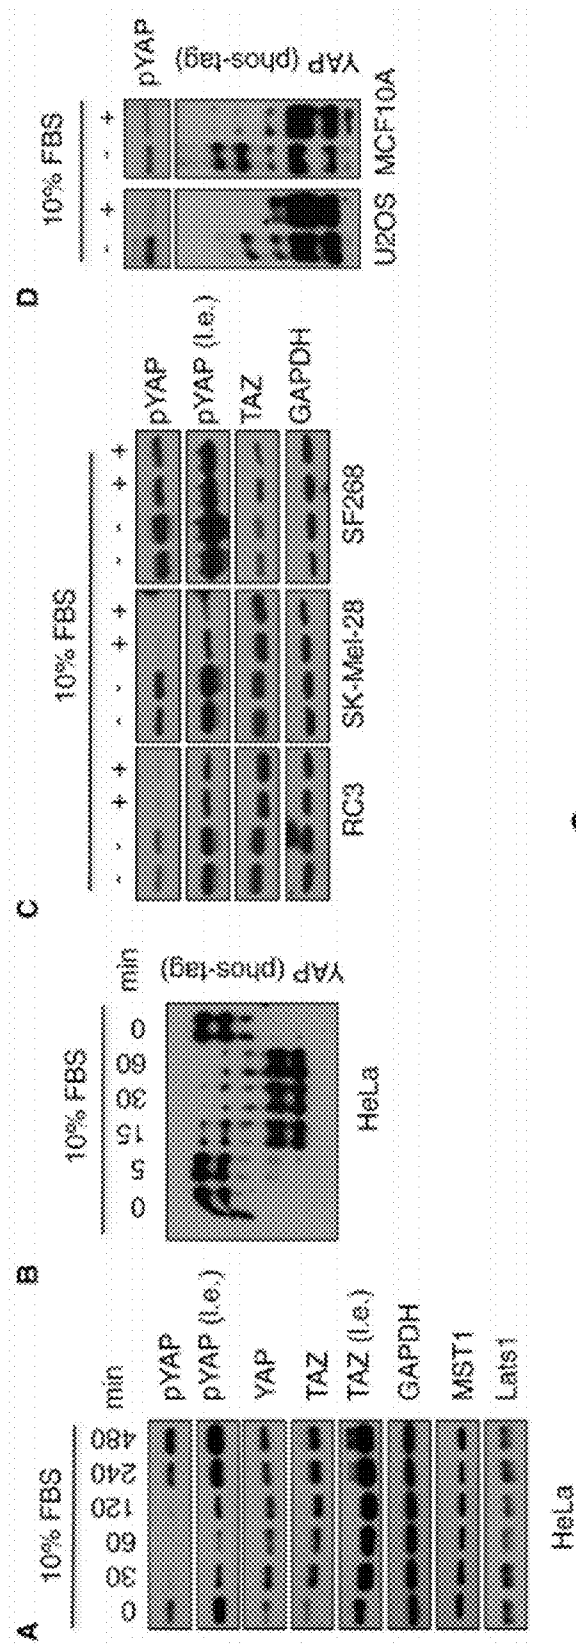 A
10% FBS
0 30 60 120 240 480 min
pYAP
pYAP (l.e.)
YAP
TAZ
TAZ (l.e.)
GAPDH
MST1
Lats1
HeLa
B
10% FBS
0 5 15 30 60 0 min
YAP (phos-tag)
HeLa
C
10% FBS
- - + + - - + + - - + +
pYAP
pYAP (l.e.)
TAZ
GAPDH
RC3 SK-Mel-28 SF268
D
10% FBS
- + - +
pYAP
YAP (phos-tag)
U2OS MCF10A